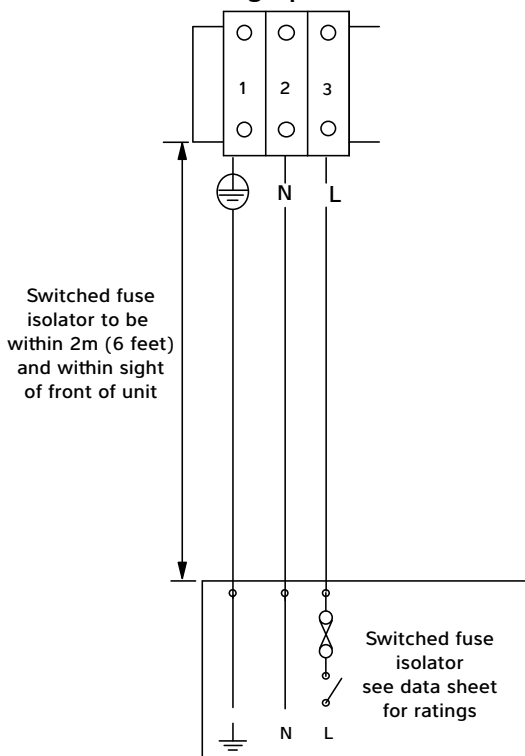 1 2 3
N L
Switched fuse
isolator to be
within 2m (6 feet)
and within sight
of front of unit
Switched fuse
isolator
see data sheet
for ratings
N L